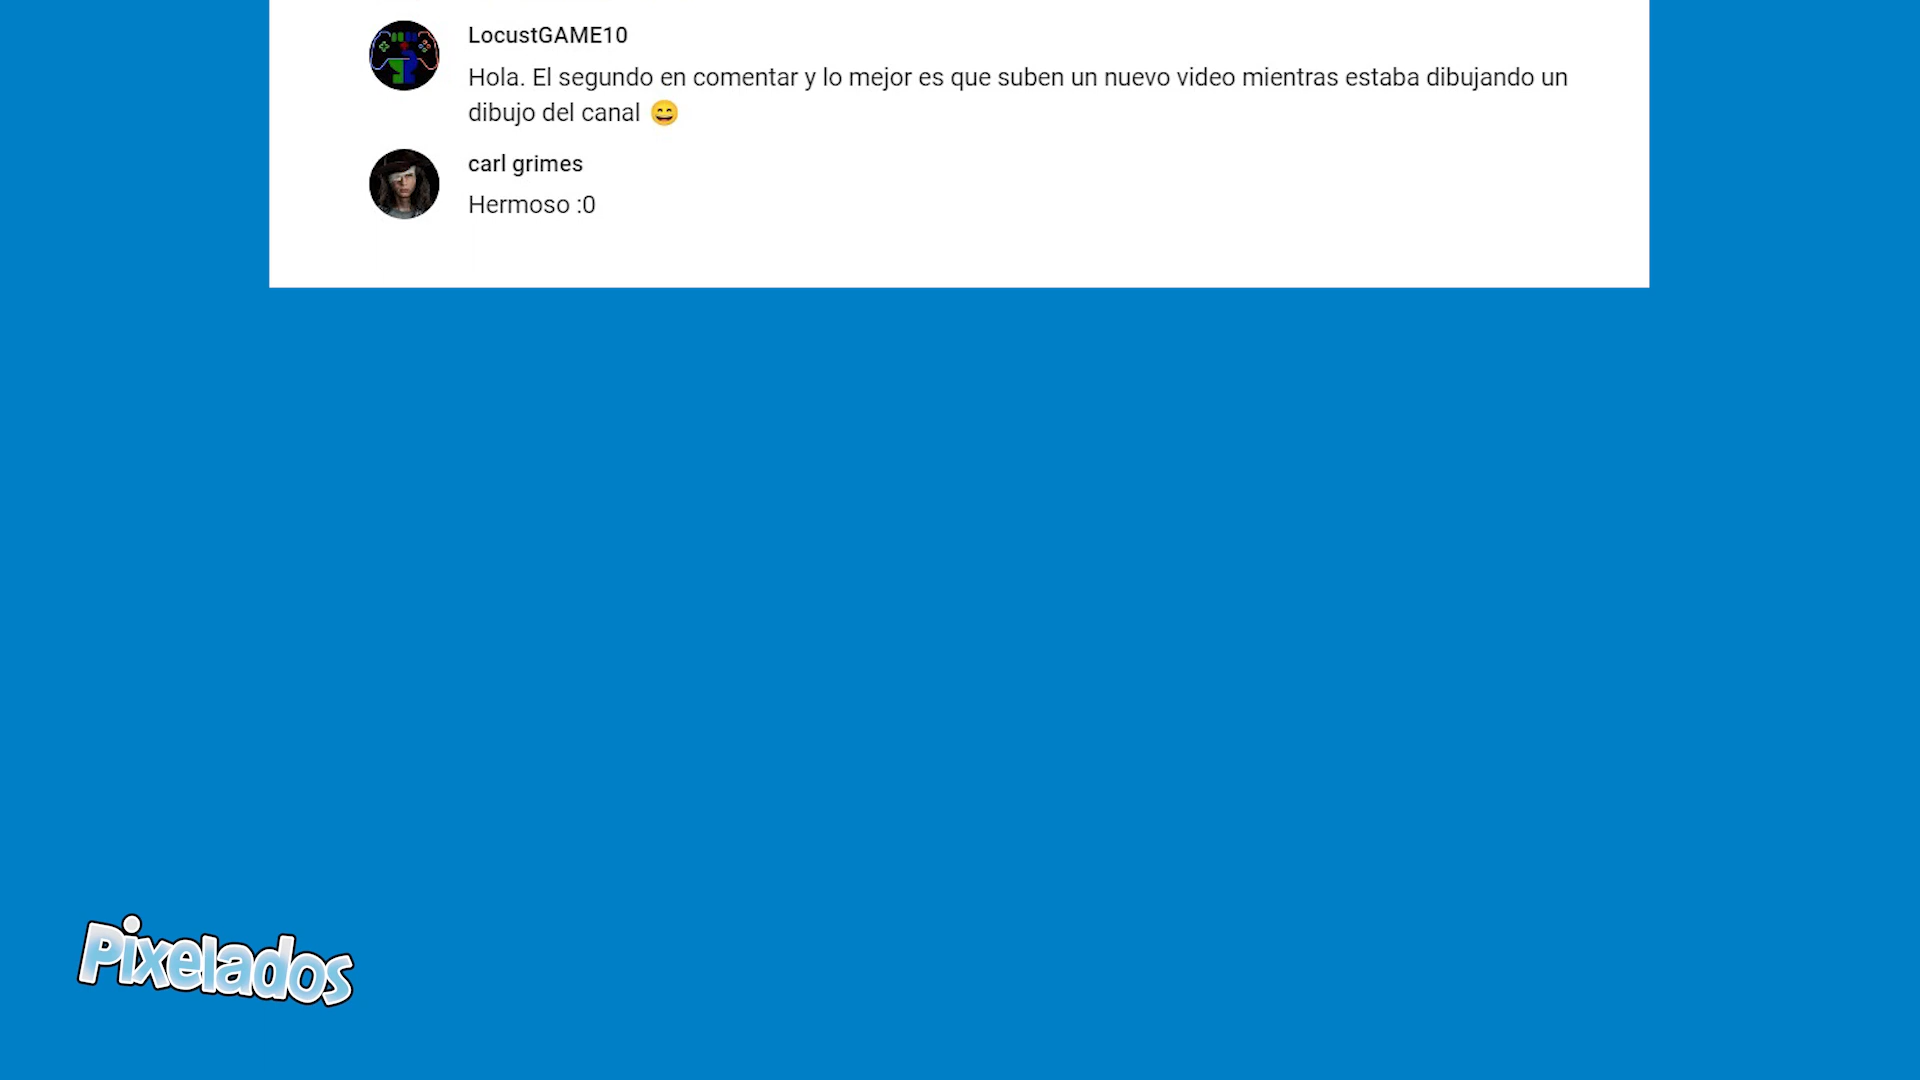 LocustGAME10
Hola. El segundo en comentar y lo mejor es que suben un nuevo video mientras estaba dibujando un
dibujo del canal 😄
carl grimes
Hermoso :0
Pixelados